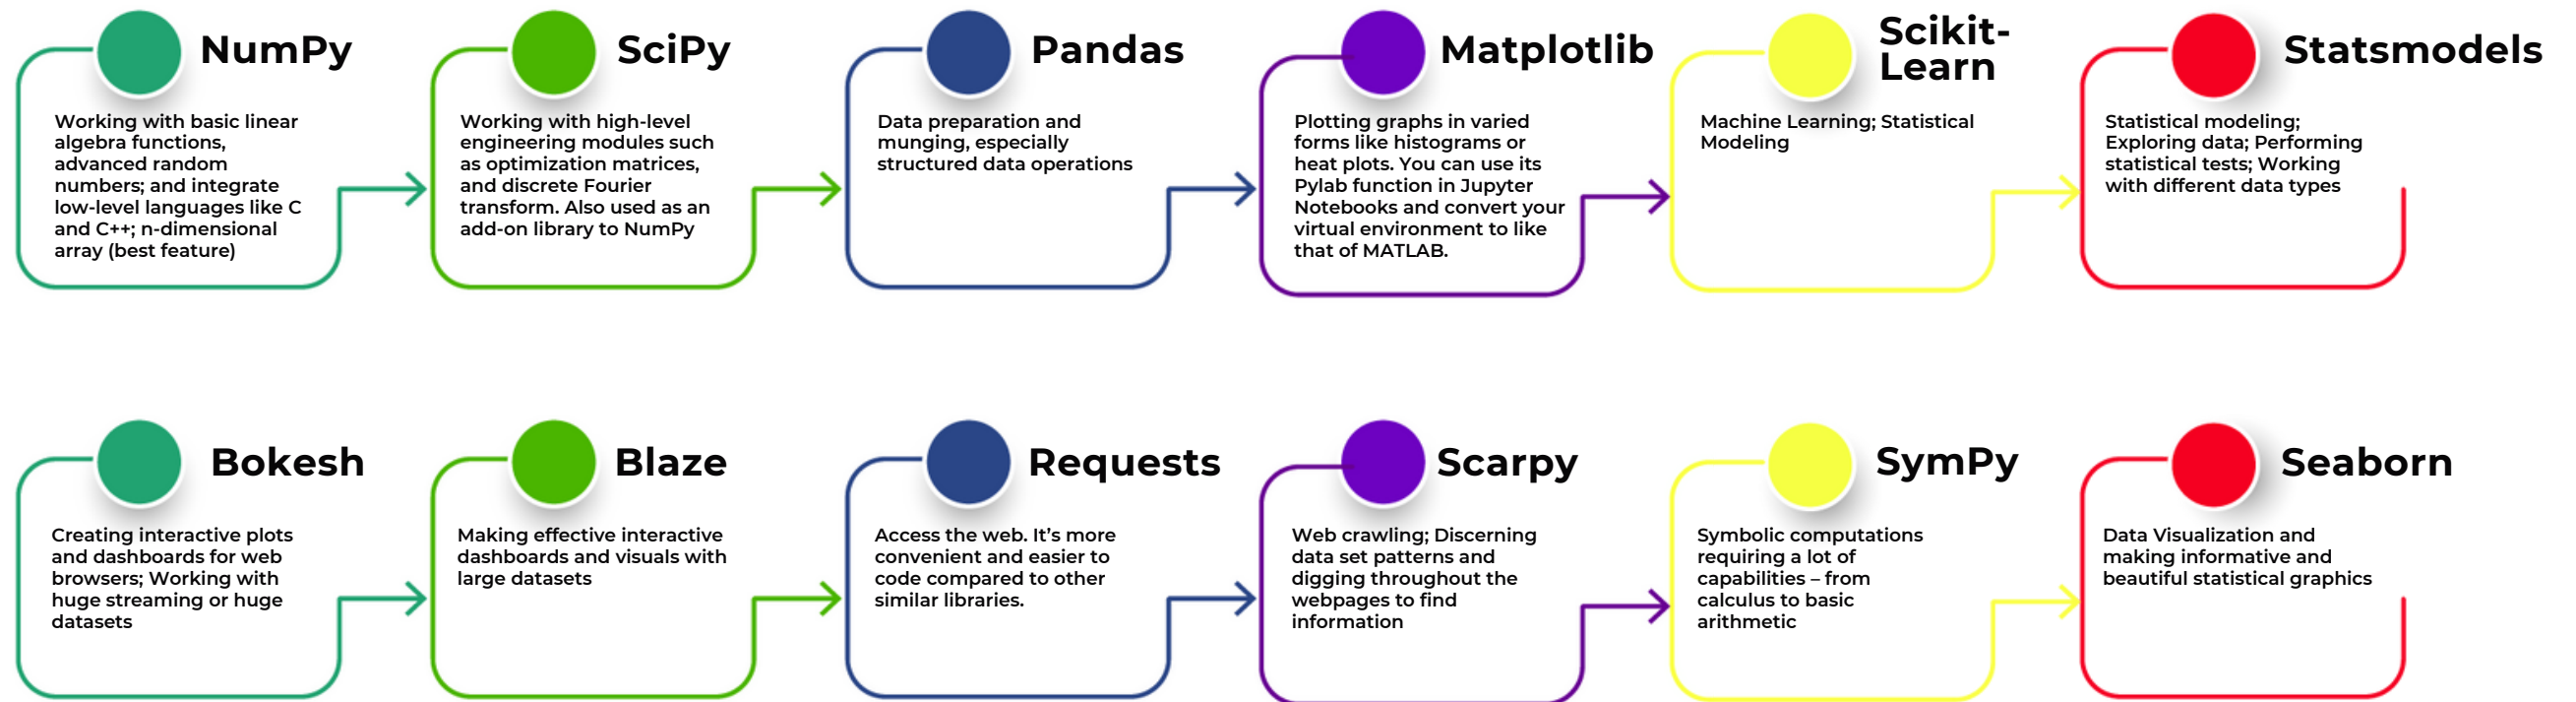 NumPy
Working with basic linear
algebra functions,
advanced random
numbers; and integrate
low-level languages like C
and C++; n-dimensional
array (best feature)
SciPy
Working with high-level
engineering modules such
as optimization matrices,
and discrete Fourier
transform. Also used as an
add-on library to NumPy
Pandas
Data preparation and
munging, especially
structured data operations
Matplotlib
Plotting graphs in varied
forms like histograms or
heat plots. You can use its
Pylab function in Jupyter
Notebooks and convert your
virtual environment to like
that of MATLAB.
Scikit-
Learn
Machine Learning; Statistical
Modeling
Statsmodels
Statistical modeling;
Exploring data; Performing
statistical tests; Working
with different data types
Bokesh
Creating interactive plots
and dashboards for web
browsers; Working with
huge streaming or huge
datasets
Blaze
Making effective interactive
dashboards and visuals with
large datasets
Requests
Access the web. It’s more
convenient and easier to
code compared to other
similar libraries.
Scarpy
Web crawling; Discerning
data set patterns and
digging throughout the
webpages to find
information
SymPy
Symbolic computations
requiring a lot of
capabilities – from
calculus to basic
arithmetic
Seaborn
Data Visualization and
making informative and
beautiful statistical graphics